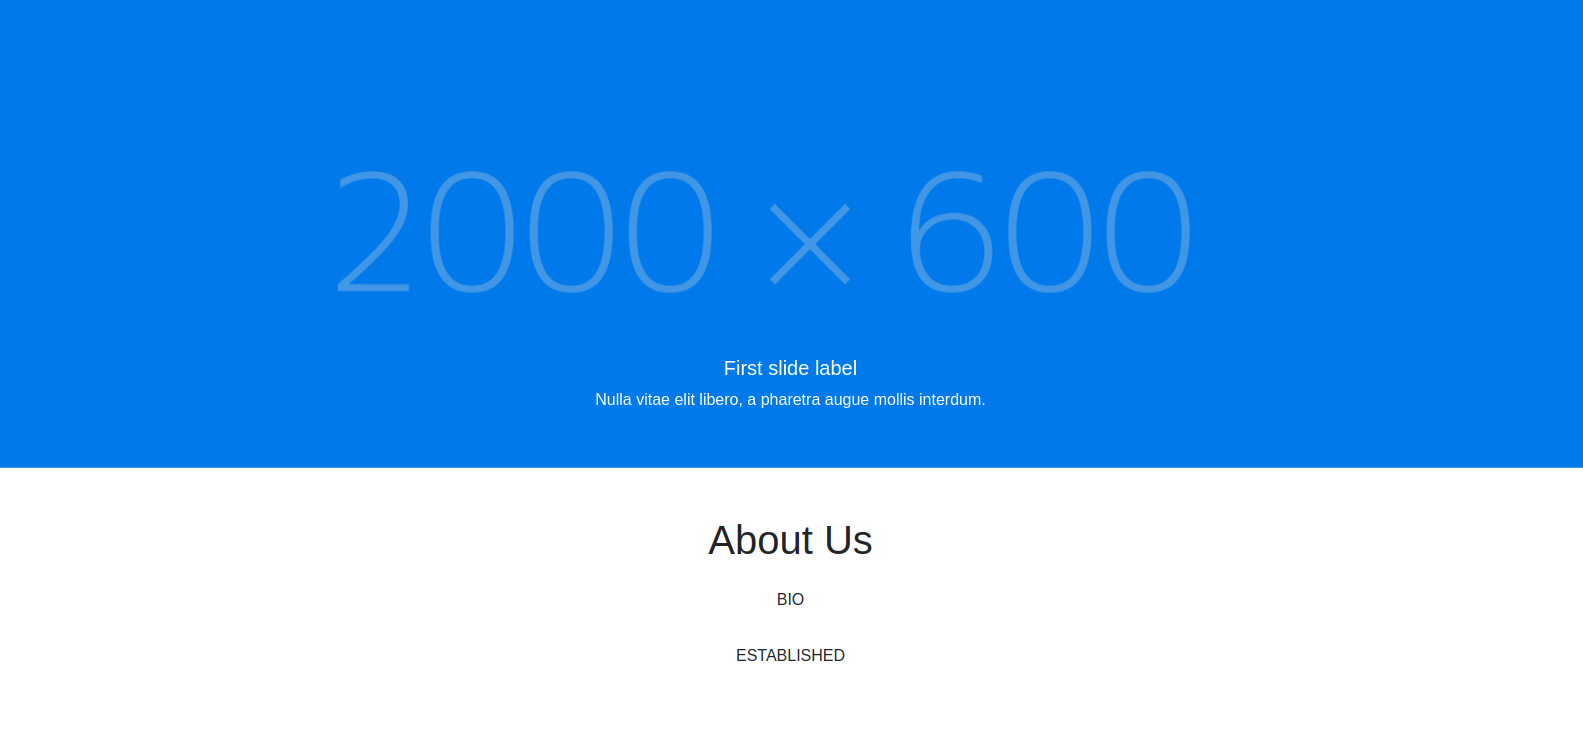 2000 × 600
First slide label
Nulla vitae elit libero, a pharetra augue mollis interdum.
About Us
BIO
ESTABLISHED